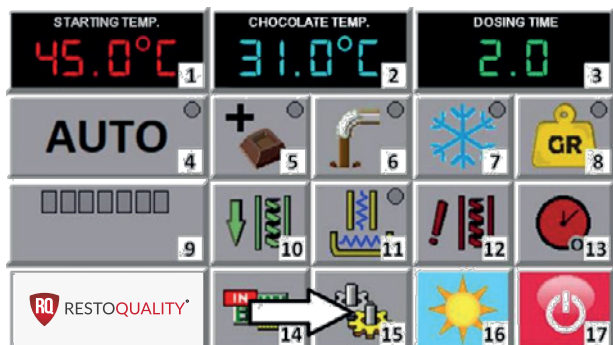 STARTING TEMP.
CHOCOLATE TEMP.
DOSING TIME
45.0°C
1
31.0°C
2
2.0
3
AUTO
4
5
6
7
GR
8
9
10
11
12
13
RQ RESTOQUALITY
IN
14
15
16
17